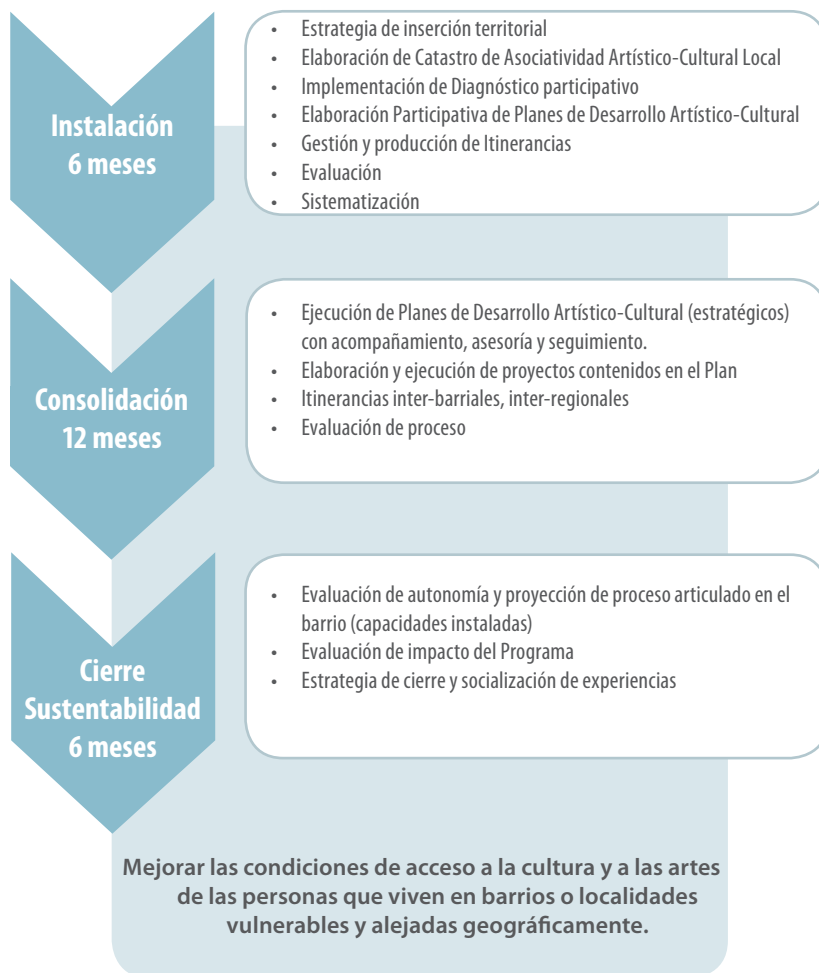 Instalación
6 meses
• Estrategia de inserción territorial
• Elaboración de Catastro de Asociatividad Artístico-Cultural Local
• Implementación de Diagnóstico participativo
• Elaboración Participativa de Planes de Desarrollo Artístico-Cultural
• Gestión y producción de Itinerancias
• Evaluación
• Sistematización
Consolidación
12 meses
• Ejecución de Planes de Desarrollo Artístico-Cultural (estratégicos)
con acompañamiento, asesoría y seguimiento.
• Elaboración y ejecución de proyectos contenidos en el Plan
• Itinerancias inter-barriales, inter-regionales
• Evaluación de proceso
Cierre
Sustentabilidad
6 meses
• Evaluación de autonomía y proyección de proceso articulado en el
barrio (capacidades instaladas)
• Evaluación de impacto del Programa
• Estrategia de cierre y socialización de experiencias
Mejorar las condiciones de acceso a la cultura y a las artes
de las personas que viven en barrios o localidades
vulnerables y alejadas geográficamente.